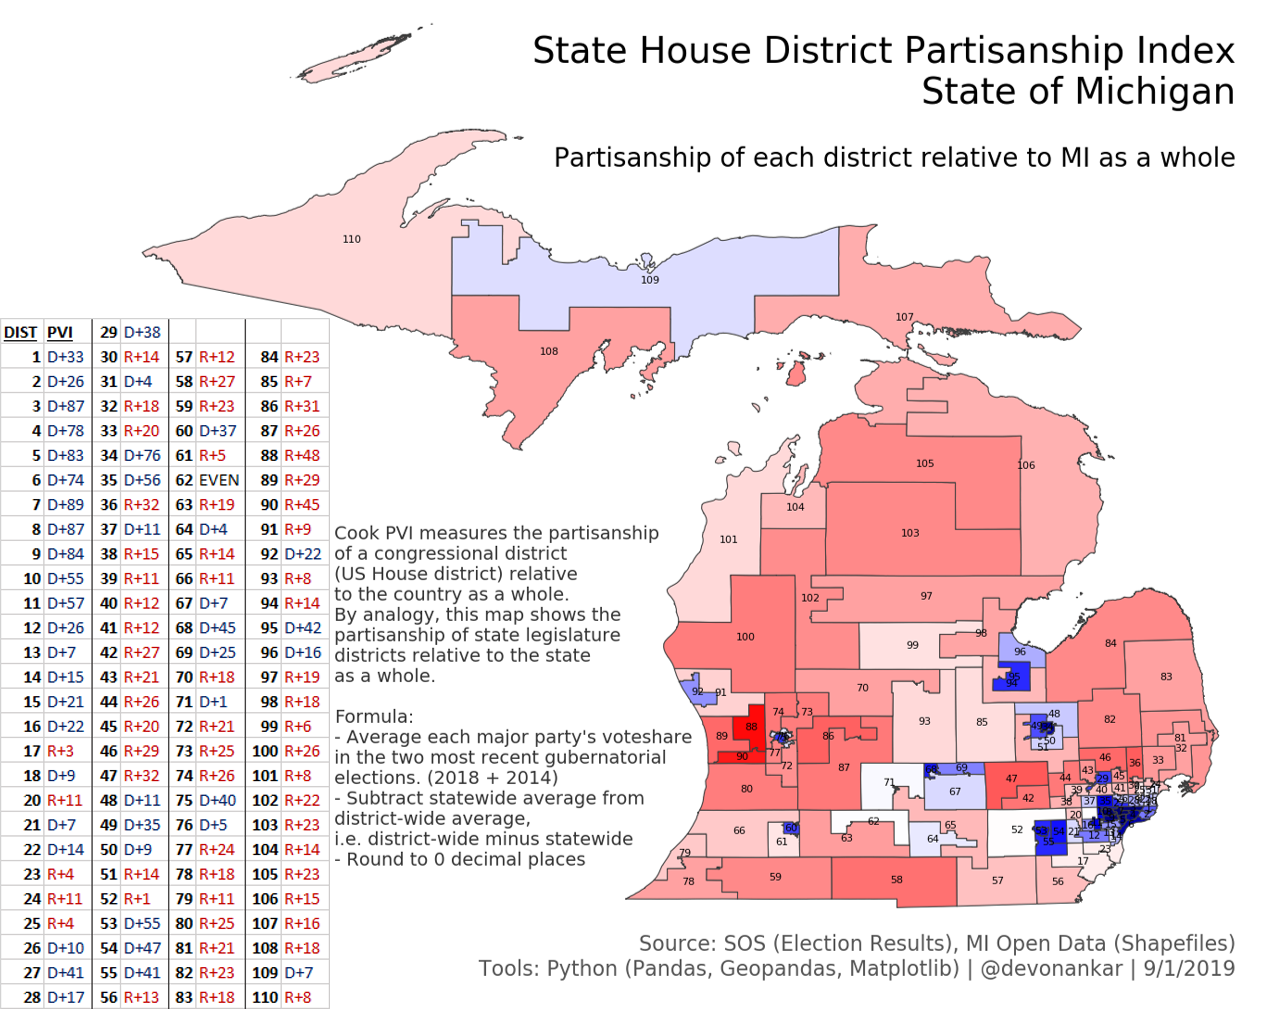 State House District Partisanship Index
State of Michigan
Partisanship of each district relative to MI as a whole
110
109
107
108
DIST PVI 29 D+38
1 D+33 30 R+14 57 R+12 84 R+23
2 D+26 31 D+4 58 R+27 85 R+7
3 D+87 32 R+18 59 R+23 86 R+31
4 D+78 33 R+20 60 D+37 87 R+26
5 D+83 34 D+76 61 R+5 88 R+48
6 D+74 35 D+56 62 EVEN 89 R+29
7 D+89 36 R+32 63 R+19 90 R+45
8 D+87 37 D+11 64 D+4 91 R+9
9 D+84 38 R+15 65 R+14 92 D+22
10 D+55 39 R+11 66 R+11 93 R+8
11 D+57 40 R+12 67 D+7 94 R+14
12 D+26 41 R+12 68 D+45 95 D+42
13 D+7 42 R+27 69 D+25 96 D+16
14 D+15 43 R+21 70 R+18 97 R+19
15 D+21 44 R+26 71 D+1 98 R+18
16 D+22 45 R+20 72 R+21 99 R+6
17 R+3 46 R+29 73 R+25 100 R+26
18 D+9 47 R+32 74 R+26 101 R+8
20 R+11 48 D+11 75 D+40 102 R+22
21 D+7 49 D+35 76 D+5 103 R+23
22 D+14 50 D+9 77 R+24 104 R+14
23 R+4 51 R+14 78 R+18 105 R+23
24 R+11 52 R+1 79 R+11 106 R+15
25 R+4 53 D+55 80 R+25 107 R+16
26 D+10 54 D+47 81 R+21 108 R+18
27 D+41 55 D+41 82 R+23 109 D+7
28 D+17 56 R+13 83 R+18 110 R+8
Cook PVI measures the partisanship
of a congressional district
(US House district) relative
to the country as a whole.
By analogy, this map shows the
partisanship of state legislature
districts relative to the state
as a whole.
Formula:
- Average each major party's voteshare
in the two most recent gubernatorial
elections. (2018 + 2014)
- Subtract statewide average from
district-wide average,
i.e. district-wide minus statewide
- Round to 0 decimal places
105
106
104
103
101
102
97
100
98
99
96
84
95
94
83
92
91
70
74
73
48
93
85
82
88
89
86
49
50
51
81
32
90
77
72
87
46
36
33
68
69
43
44
45
29
47
71
80
67
42
39
40
41
38
37
35
20
62
66
60
61
63
65
64
52
53
54
55
21
12
79
78
59
58
57
56
17
23
Source: SOS (Election Results), MI Open Data (Shapefiles)
Tools: Python (Pandas, Geopandas, Matplotlib) | @devonankar | 9/1/2019